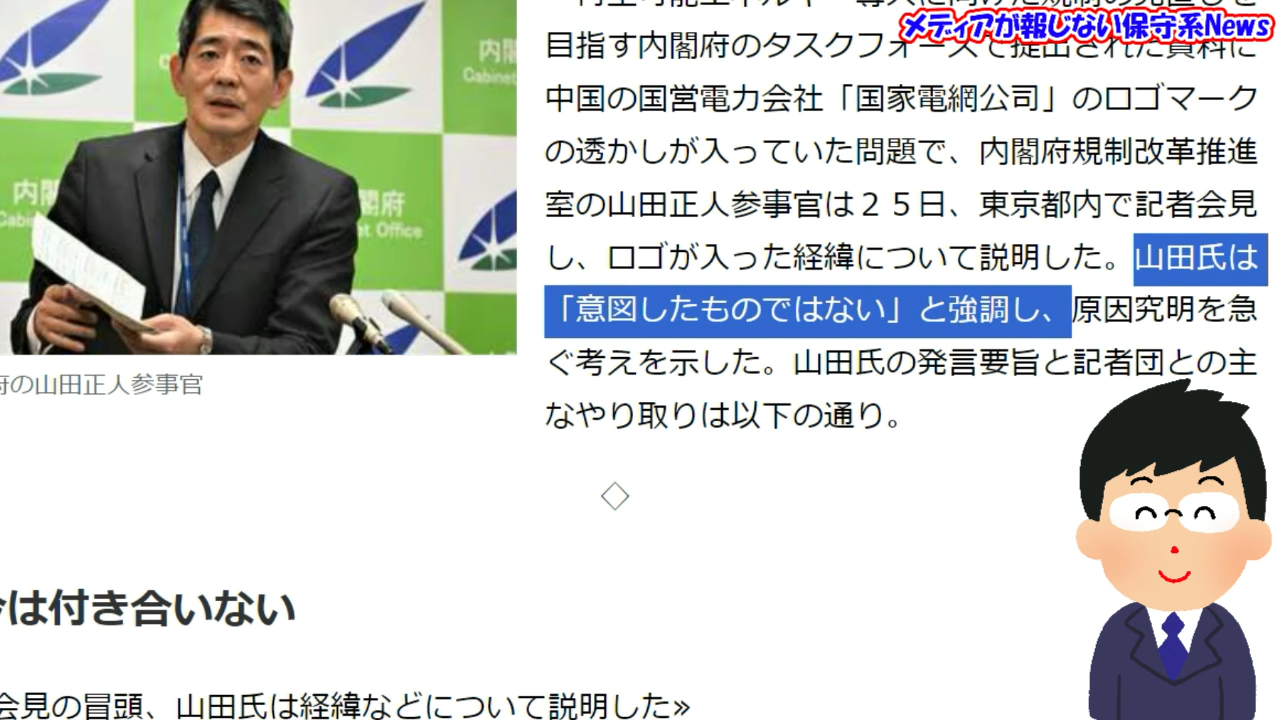 メディアが報じない保守系News
目指す内閣府のタスクフォースで提出された資料に
中国の国営電力会社「国家電網公司」のロゴマーク
の透かしが入っていた問題で、内閣府規制改革推進
室の山田正人参事官は２５日、東京都内で記者会見
し、ロゴが入った経緯について説明した。山田氏は
「意図したものではない」と強調し、原因究明を急
ぐ考えを示した。山田氏の発言要旨と記者団との主
なやり取りは以下の通り。
内閣府
Cabinet Office
府の山田正人参事官
◇
は付き合いない
会見の冒頭、山田氏は経緯などについて説明した»